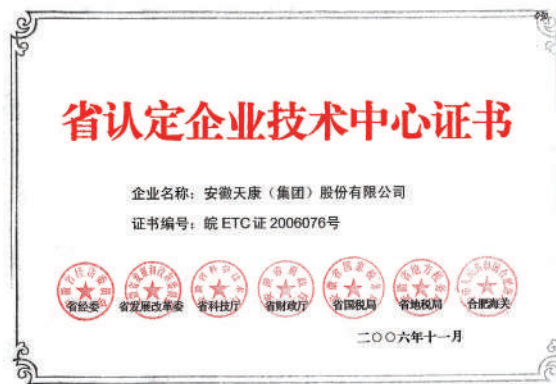 省认定企业技术中心证书
企业名称：安徽天康（集团）股份有限公司
证书编号：皖ETC证2006076号
省经委 省发展改革委 省科技厅 省财政厅 省国税局 省地税局 合肥海关
二〇〇六年十一月